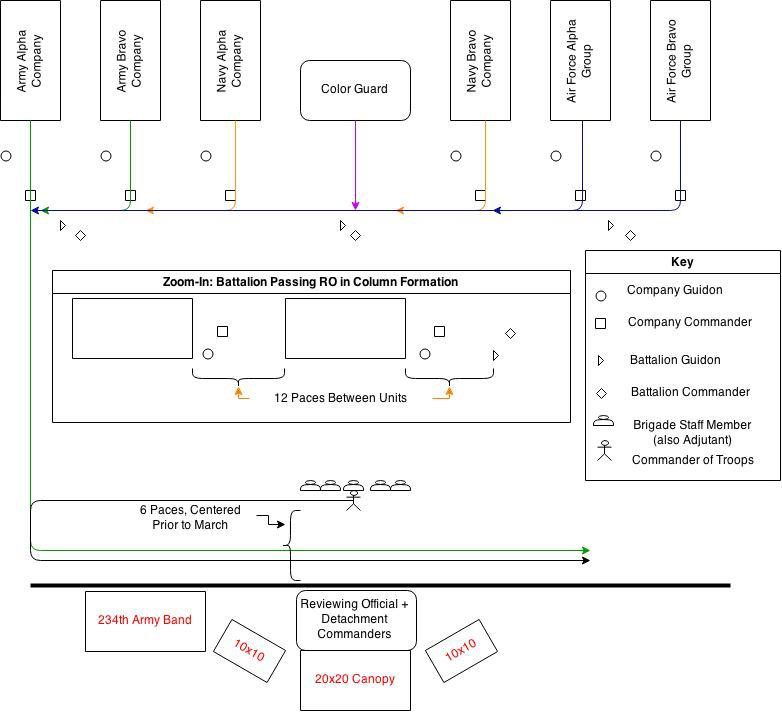 Army Alpha
Company
Army Bravo
Company
Navy Alpha
Company
Color Guard
Navy Bravo
Company
Air Force Alpha
Group
Air Force Bravo
Group
Zoom-In: Battalion Passing RO in Column Formation
12 Paces Between Units
Key
Company Guidon
Company Commander
Battalion Guidon
Battalion Commander
Brigade Staff Member
(also Adjutant)
Commander of Troops
6 Paces, Centered
Prior to March
234th Army Band
10x10
Reviewing Official +
Detachment
Commanders
20x20 Canopy
10x10